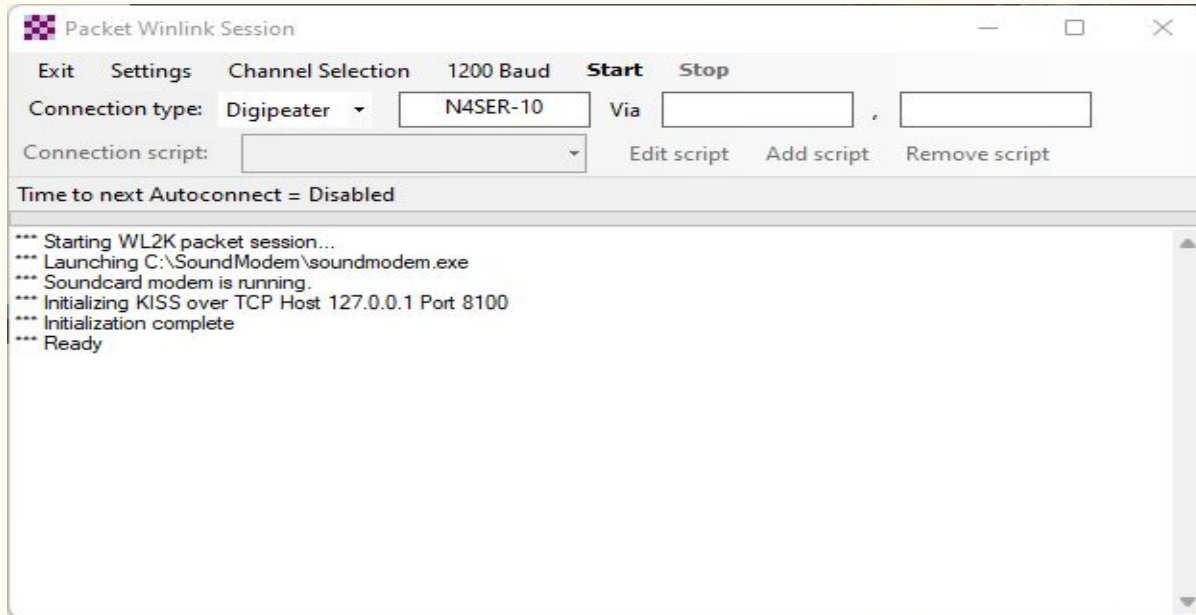 Packet Winlink Session
Exit Settings Channel Selection 1200 Baud Start Stop
Connection type: Digipeater N4SER-10 Via ,
Connection script: Edit script Add script Remove script
Time to next Autoconnect = Disabled
*** Starting WL2K packet session...
*** Launching C:\SoundModem\soundmodem.exe
*** Soundcard modem is running.
*** Initializing KISS over TCP Host 127.0.0.1 Port 8100
*** Initialization complete
*** Ready